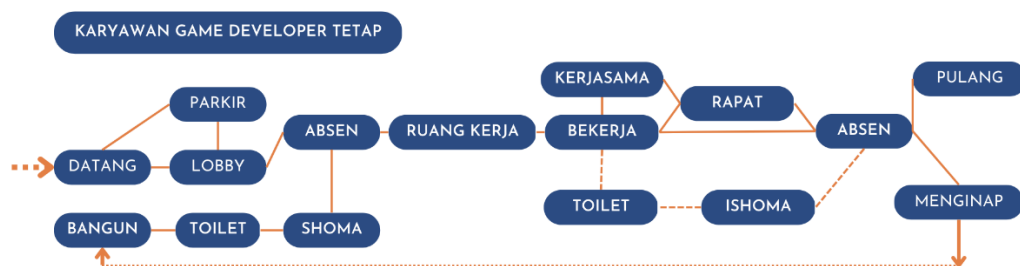 KARYAWAN GAME DEVELOPER TETAP
KERJASAMA
PULANG
PARKIR
RAPAT
ABSEN
RUANG KERJA
BEKERJA
ABSEN
DATANG
LOBBY
TOILET
ISHOMA
MENGINAP
BANGUN
TOILET
SHOMA